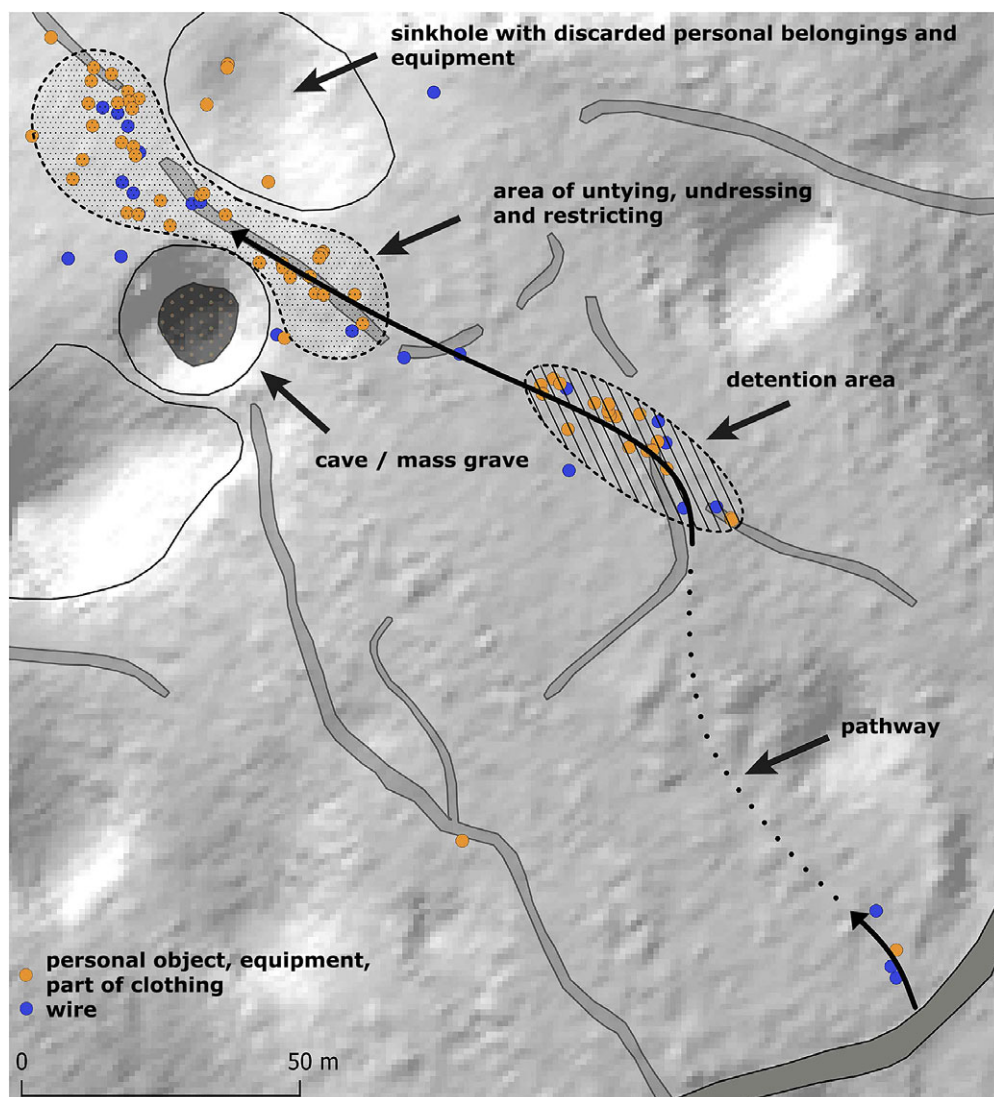 sinkhole with discarded personal belongings and
equipment
area of untying, undressing
and restricting
detention area
cave / mass grave
pathway
personal object, equipment,
part of clothing
wire
0
50 m